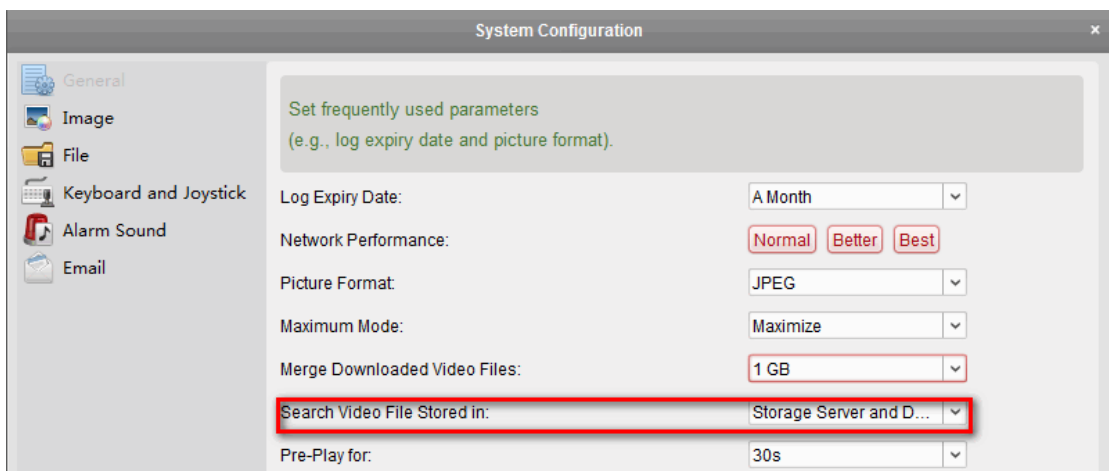 System Configuration
General
Image
File
Keyboard and Joystick
Alarm Sound
Email
Set frequently used parameters
(e.g., log expiry date and picture format).
Log Expiry Date: A Month
Network Performance: Normal Better Best
Picture Format: JPEG
Maximum Mode: Maximize
Merge Downloaded Video Files: 1 GB
Search Video File Stored in: Storage Server and D...
Pre-Play for: 30s